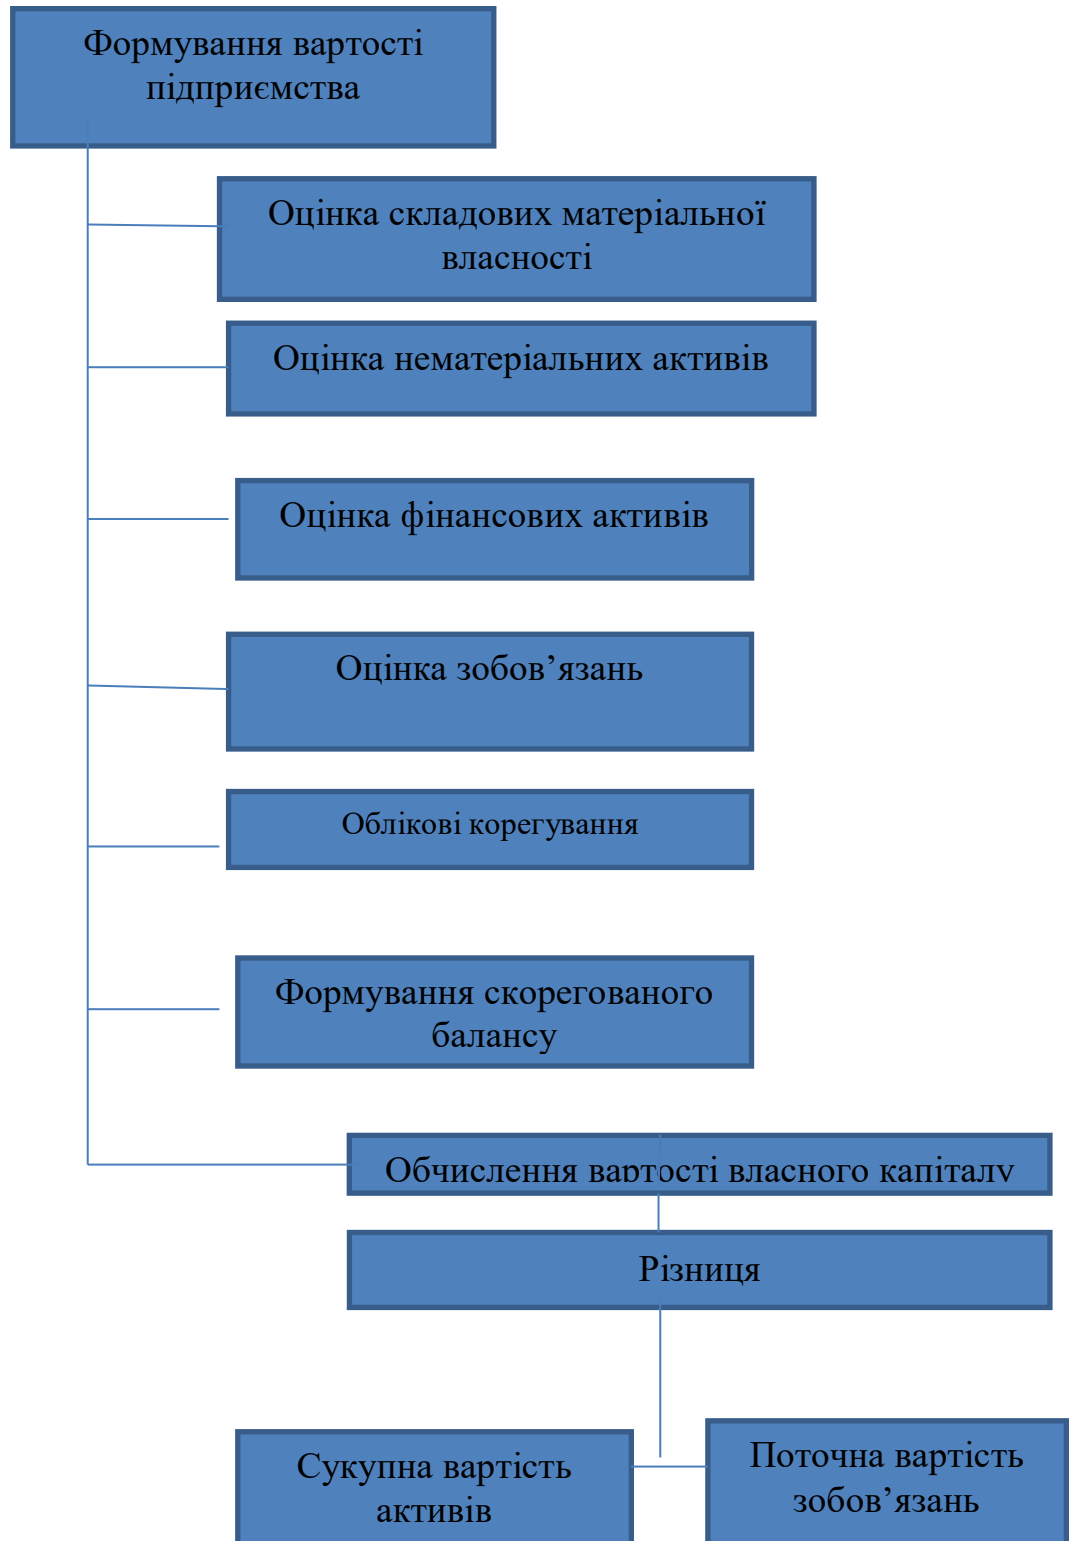 Формування вартості
підприємства
Оцінка складових матеріальної
власності
Оцінка нематеріальних активів
Оцінка фінансових активів
Оцінка зобов’язань
Облікові корегування
Формування скорегованого
балансу
Обчислення вартості власного капіталу
Різниця
Сукупна вартість
активів
Поточна вартість
зобов’язань